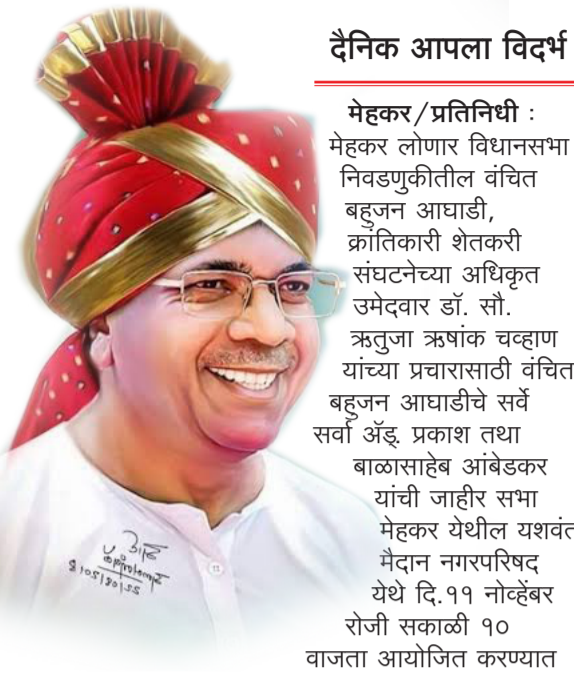 दैनिक आपला विदर्भ
मेहकर/प्रतिनिधी :
मेहकर लोणार विधानसभा
निवडणुकीतील वंचित
बहुजन आघाडी,
क्रांतिकारी शेतकरी
संघटनेच्या अधिकृत
उमेदवार डॉ. सौ.
ऋतुजा ऋषांक चव्हाण
यांच्या प्रचारासाठी वंचित
बहुजन आघाडीचे सर्वे
सर्वा ॲड्. प्रकाश तथा
बाळासाहेब आंबेडकर
यांची जाहीर सभा
मेहकर येथील यशवंत
मैदान नगरपरिषद
येथे दि.११ नोव्हेंबर
रोजी सकाळी १०
वाजता आयोजित करण्यात